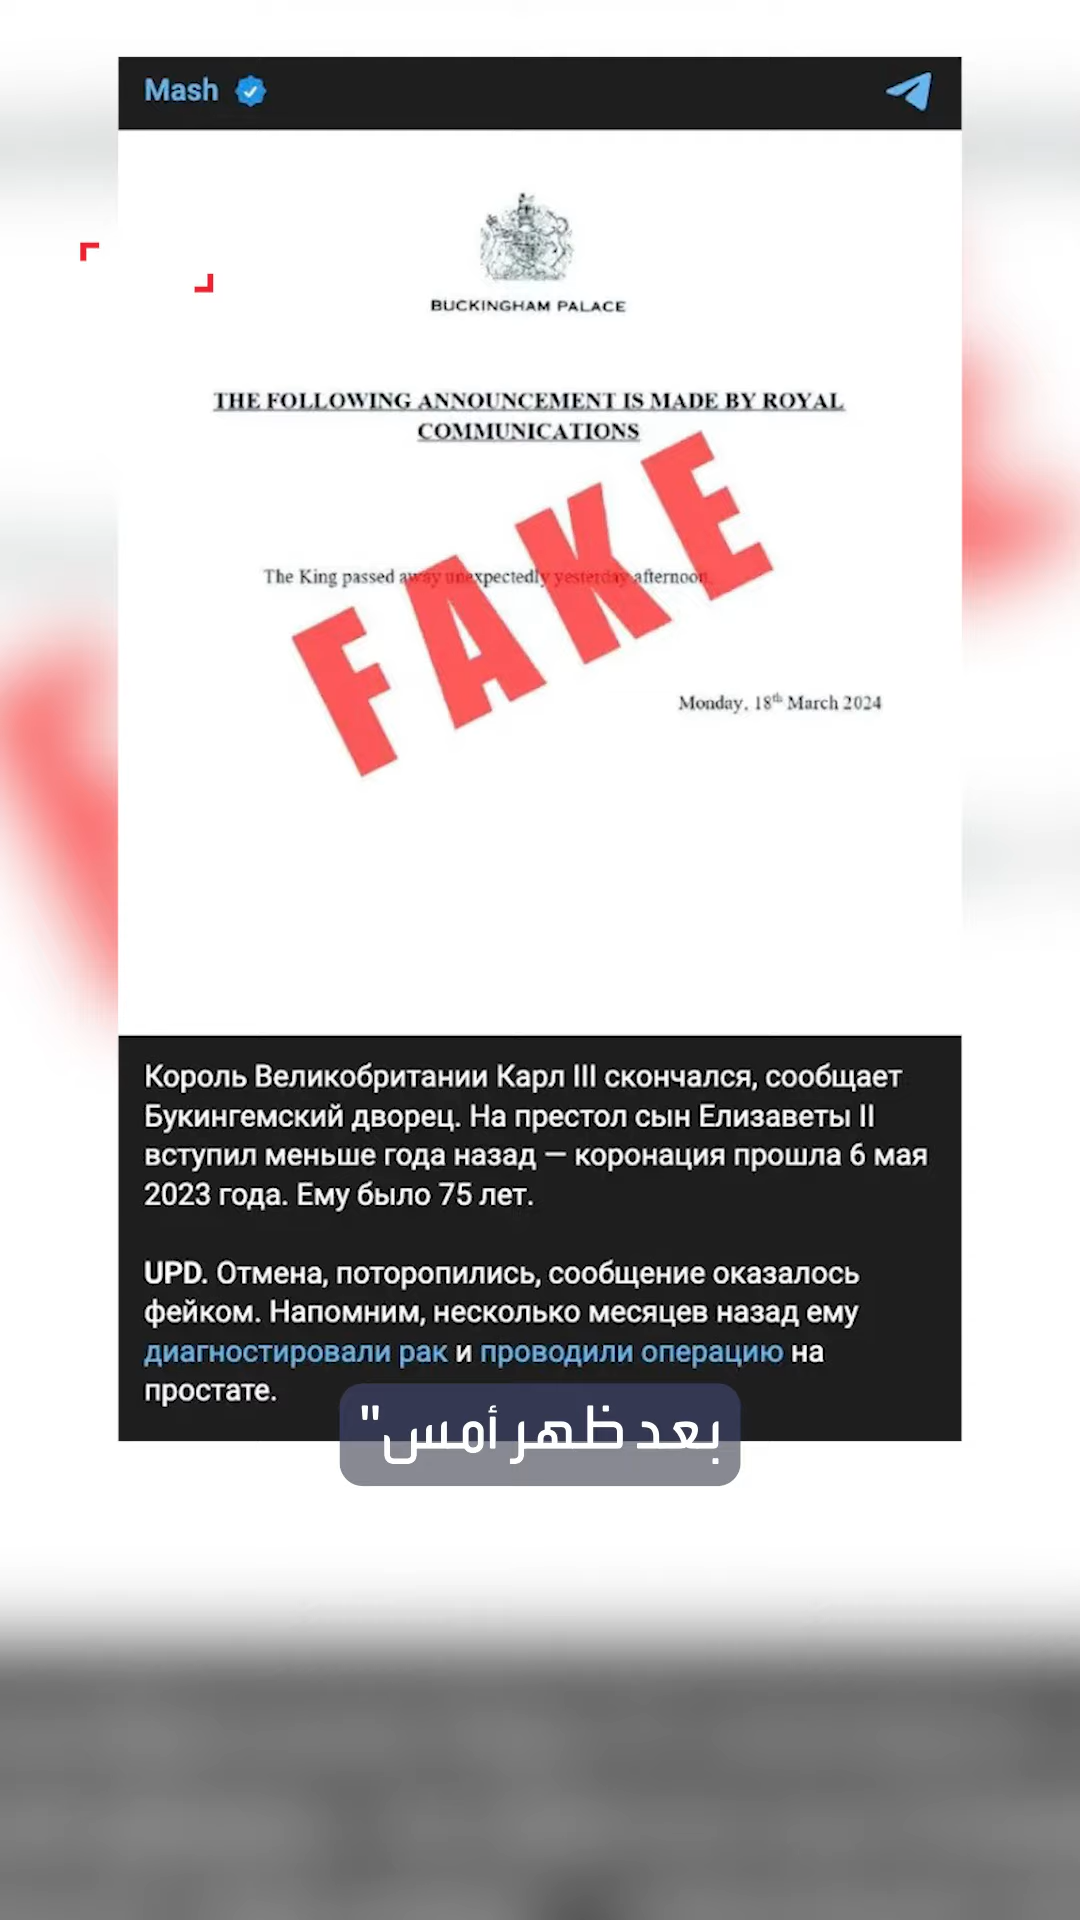 Mash
BUCKINGHAM PALACE
THE FOLLOWING ANNOUNCEMENT IS MADE BY ROYAL
COMMUNICATIONS
The King passed away unexpectedly yesterday afternoon.
FAKE
Monday, 18th March 2024
Король Великобритании Карл III скончался, сообщает
Букингемский дворец. На престол сын Елизаветы II
вступил меньше года назад — коронация прошла 6 мая
2023 года. Ему было 75 лет.
UPD. Отмена, поторопились, сообщение оказалось
фейком. Напомним, несколько месяцев назад ему
диагностировали рак и проводили операцию на
простате.
بعد ظهر أمس"